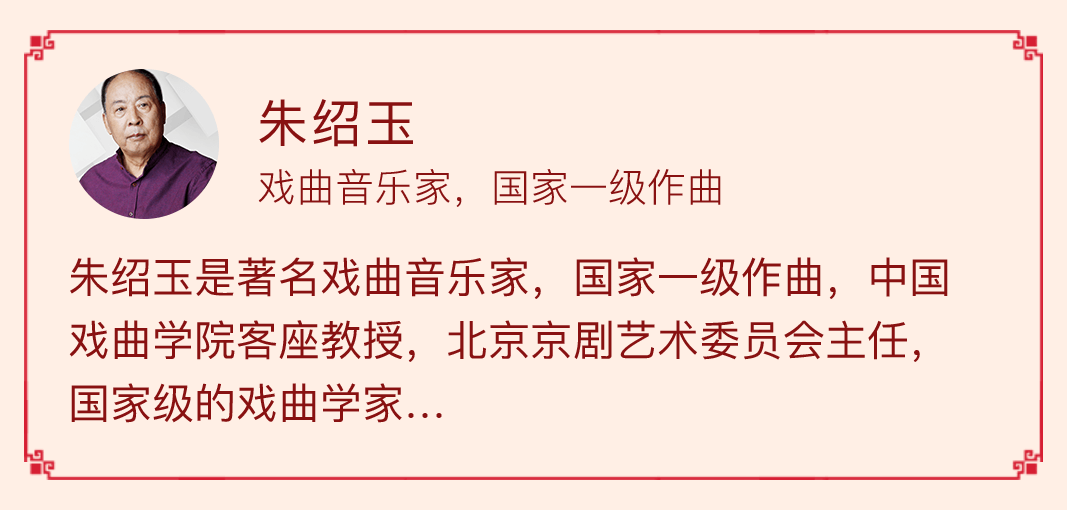 朱绍玉
戏曲音乐家，国家一级作曲
朱绍玉是著名戏曲音乐家，国家一级作曲，中国
戏曲学院客座教授，北京京剧艺术委员会主任，
国家级的戏曲学家...